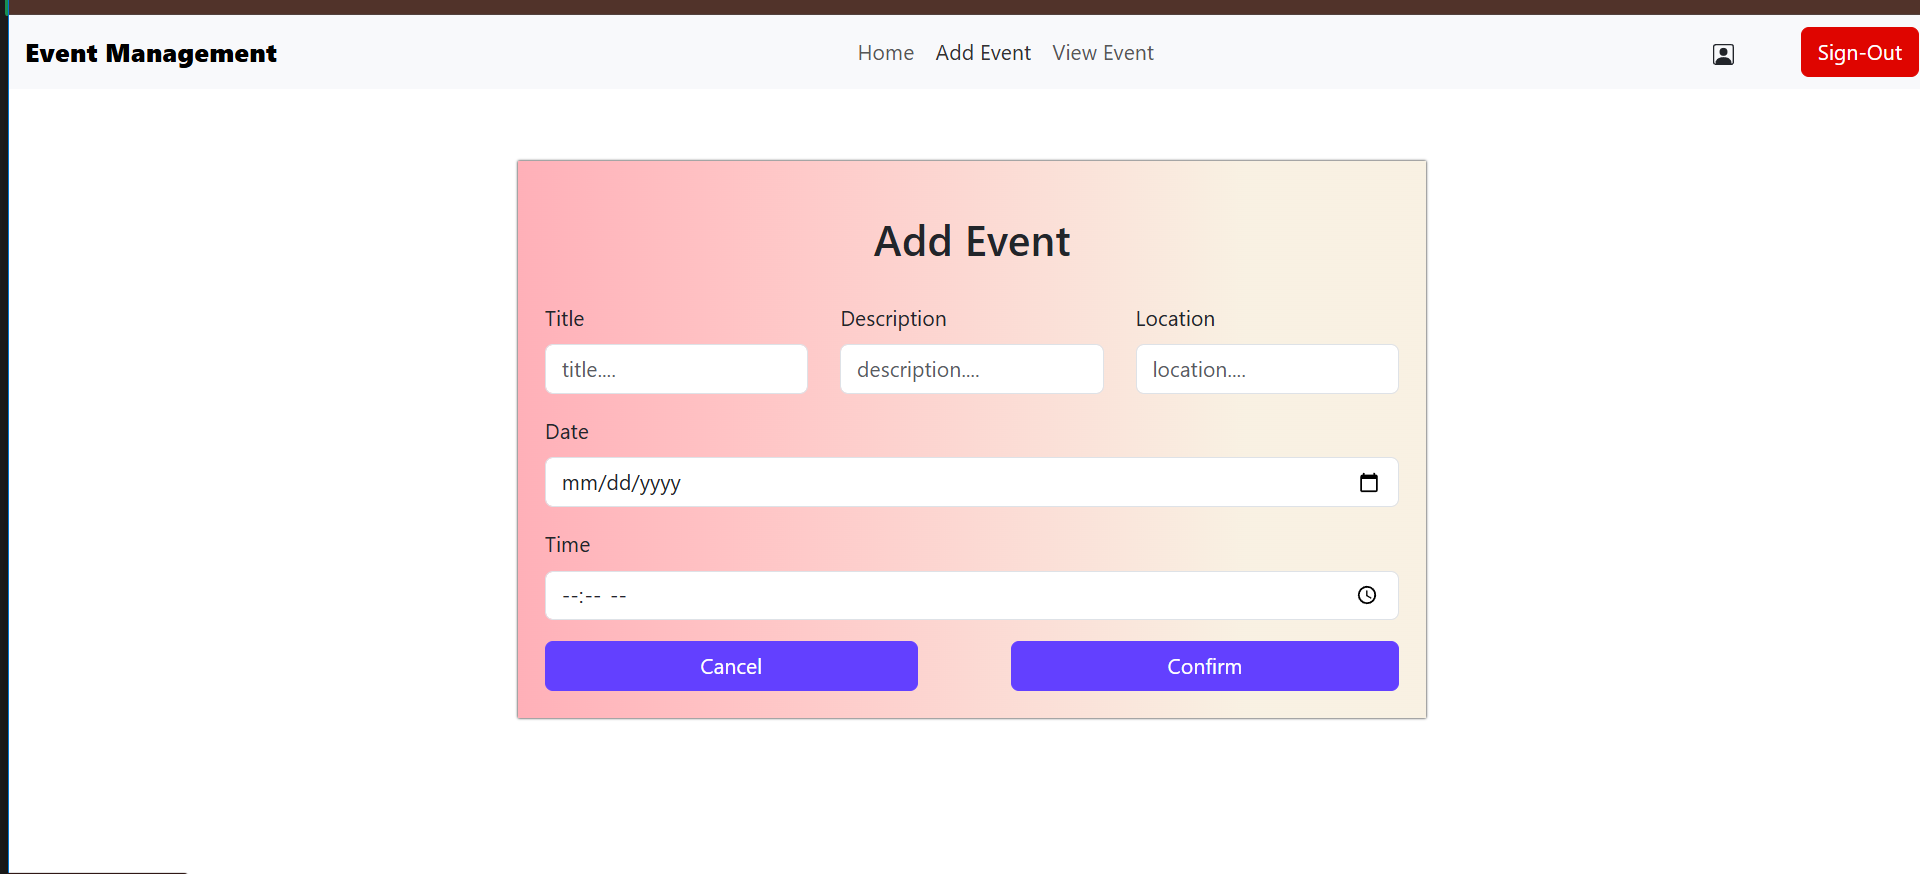 Event Management
Home Add Event View Event
Sign-Out
Add Event
Title Description Location
title.... description.... location....
Date
mm/dd/yyyy
Time
--:-- --
Cancel Confirm